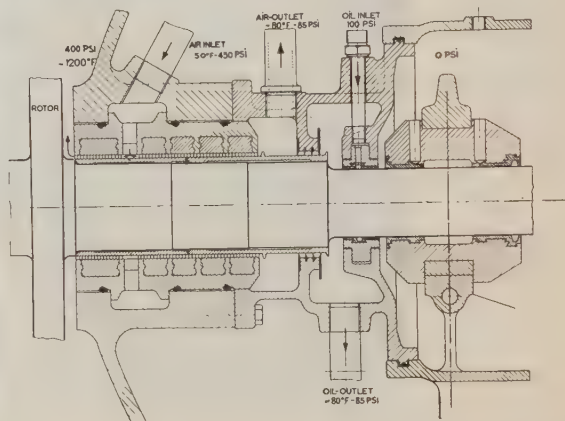 400 PSI
~1200°F
AIR INLET
50°F-450 PSI
AIR-OUTLET
~80°F-85 PSI
OIL INLET
100 PSI
0 PSI
ROTOR
OIL-OUTLET
~80°F-85 PSI